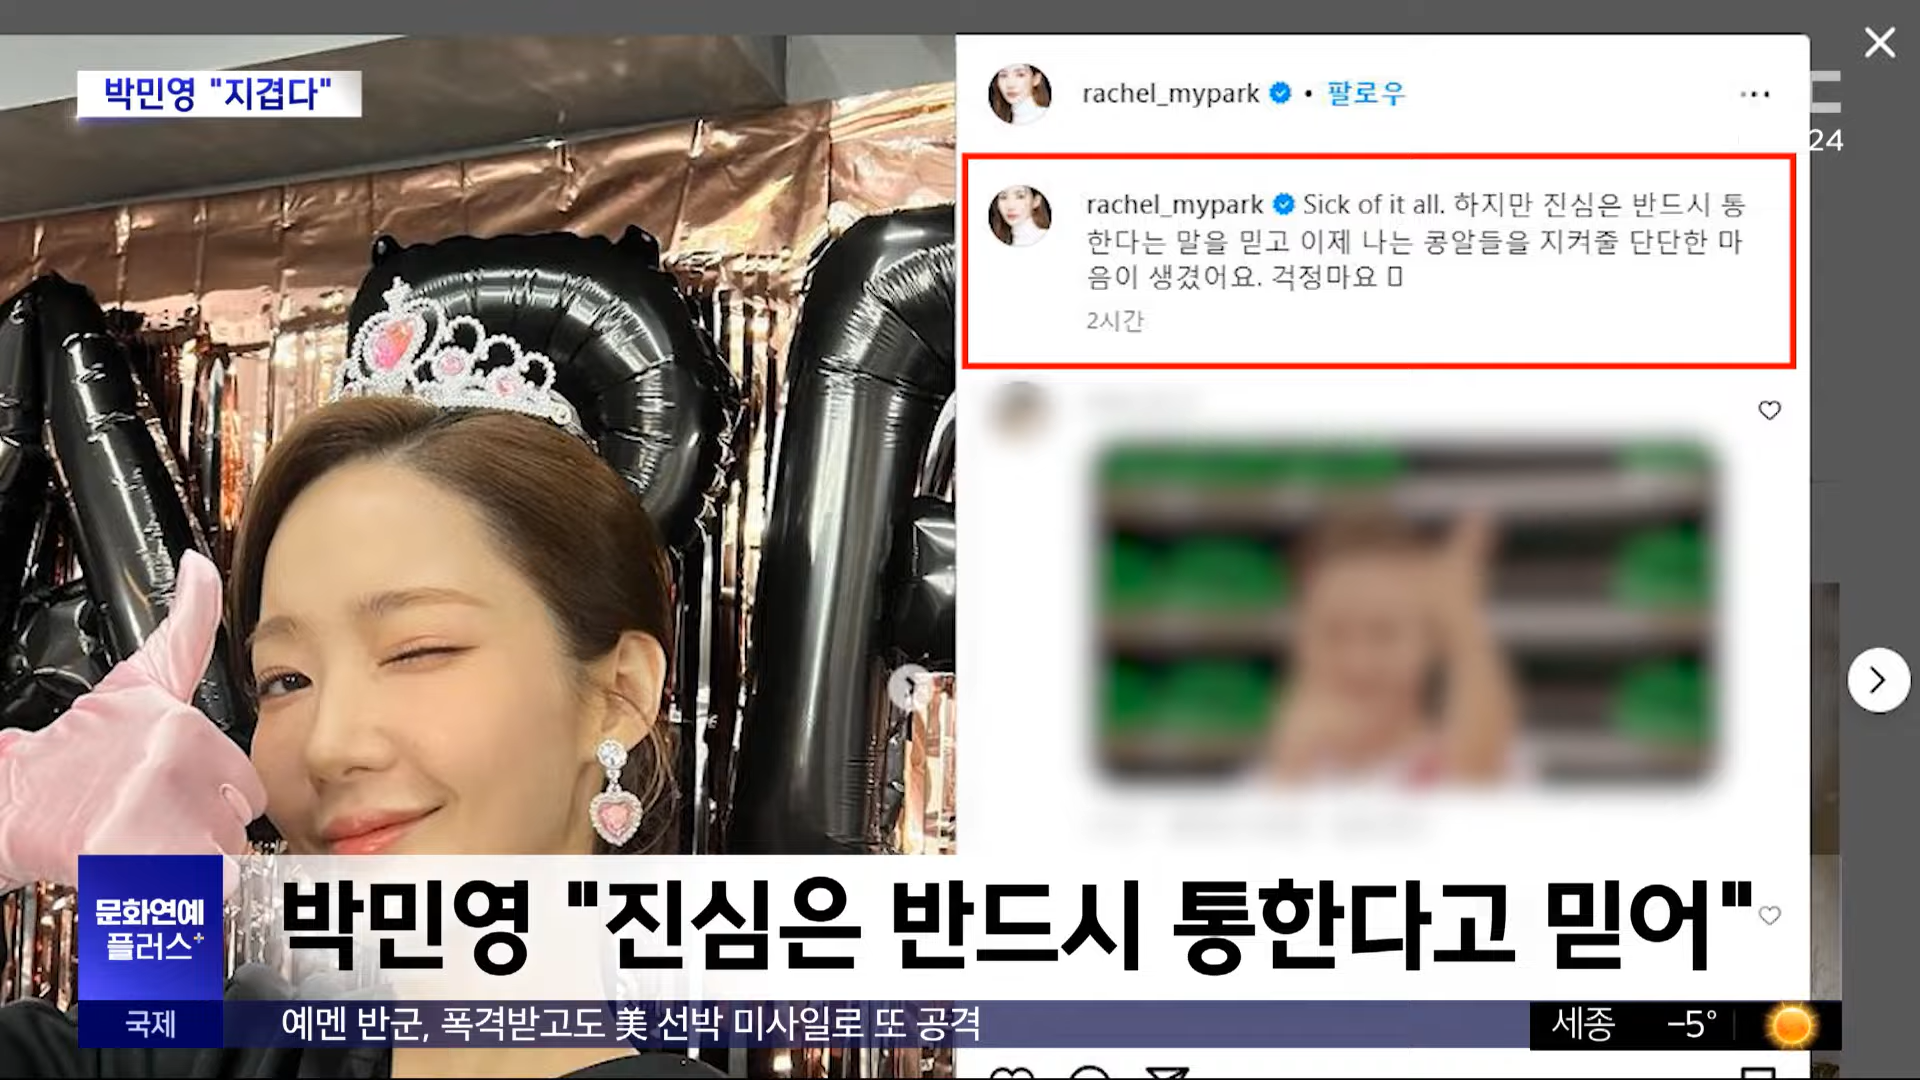 박민영 "지겹다"
rachel_mypark • 팔로우
24
rachel_mypark Sick of it all. 하지만 진심은 반드시 통
한다는 말을 믿고 이제 나는 콩알들을 지켜줄 단단한 마
음이 생겼어요. 걱정마요
2시간
문화연예
플러스+
박민영 "진심은 반드시 통한다고 믿어"
국제
예멘 반군, 폭격받고도 美 선박 미사일로 또 공격
세종 -5°